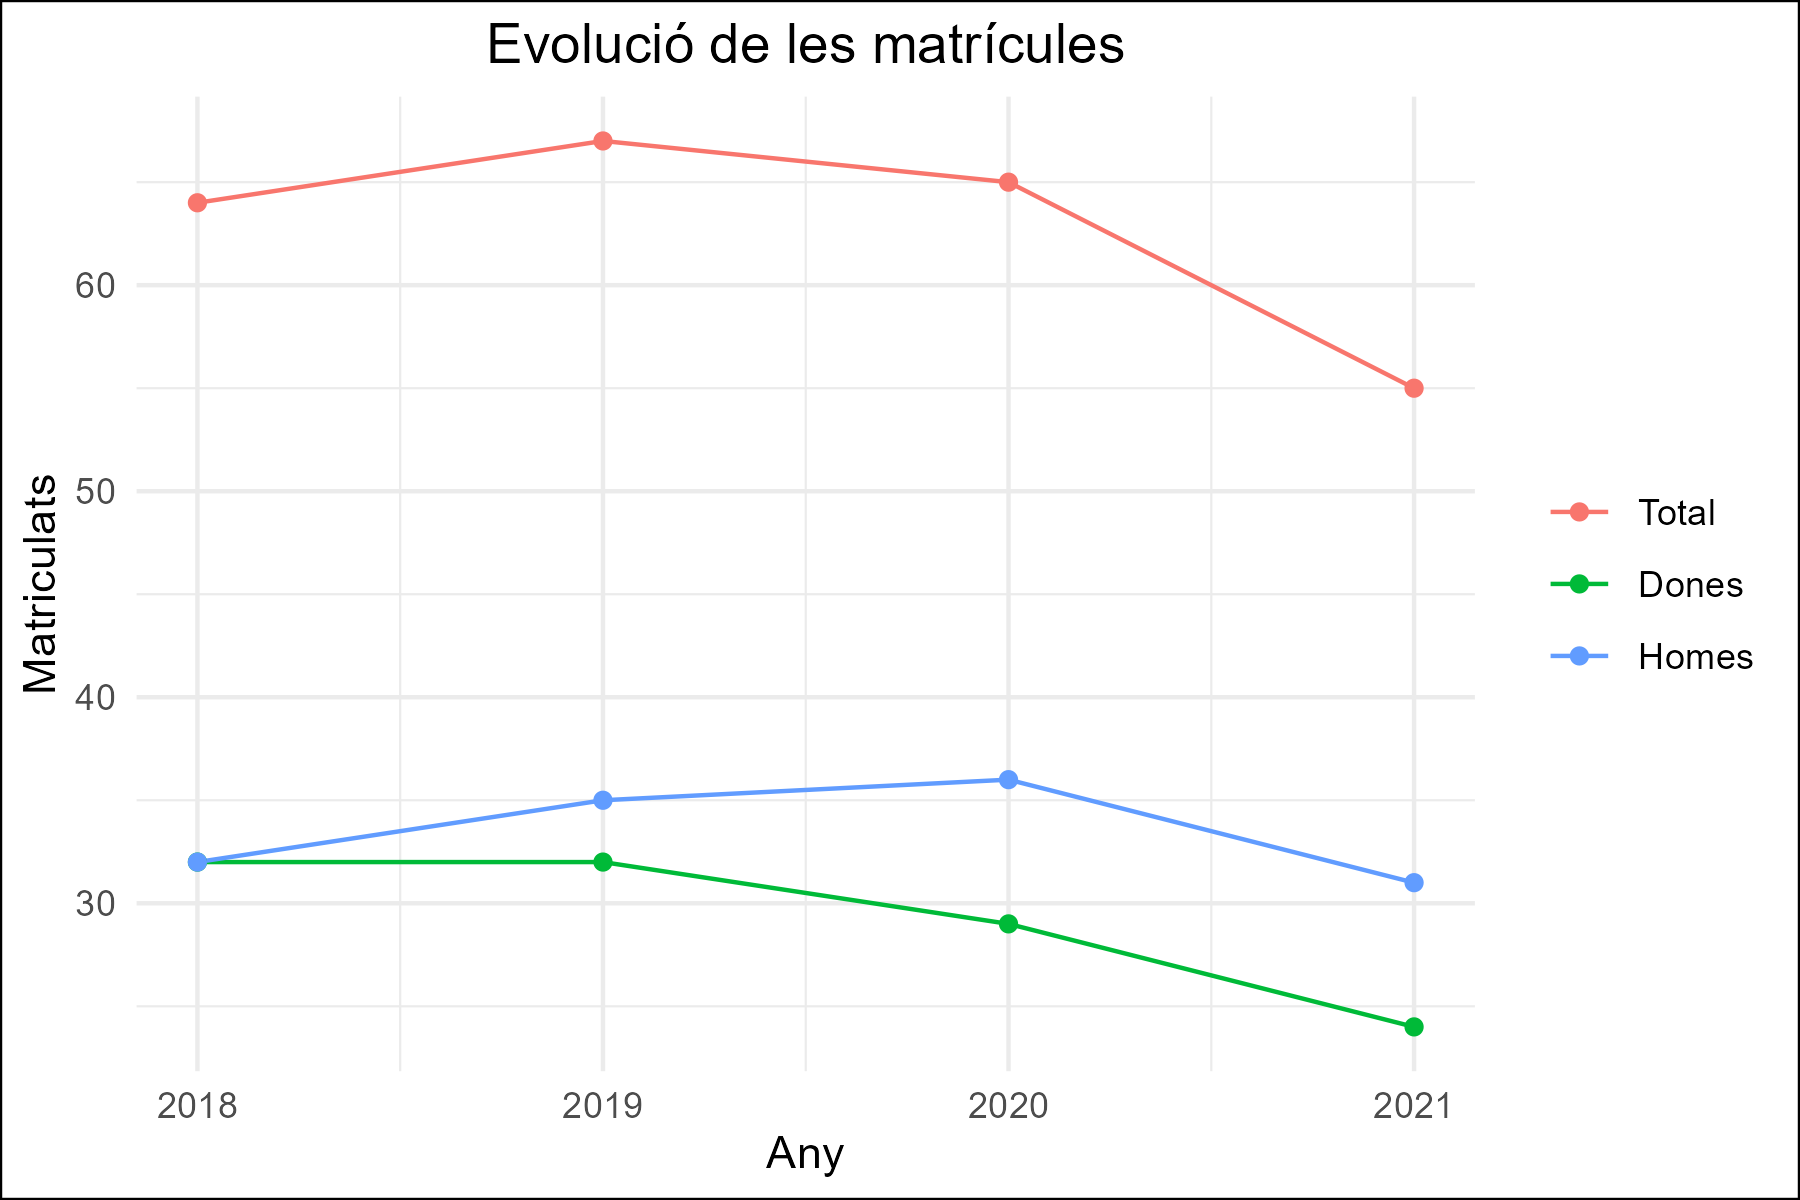 Evolució de les matrícules
Matriculats
60
50
40
30
2018 2019 2020 2021
Any
Total
Dones
Homes